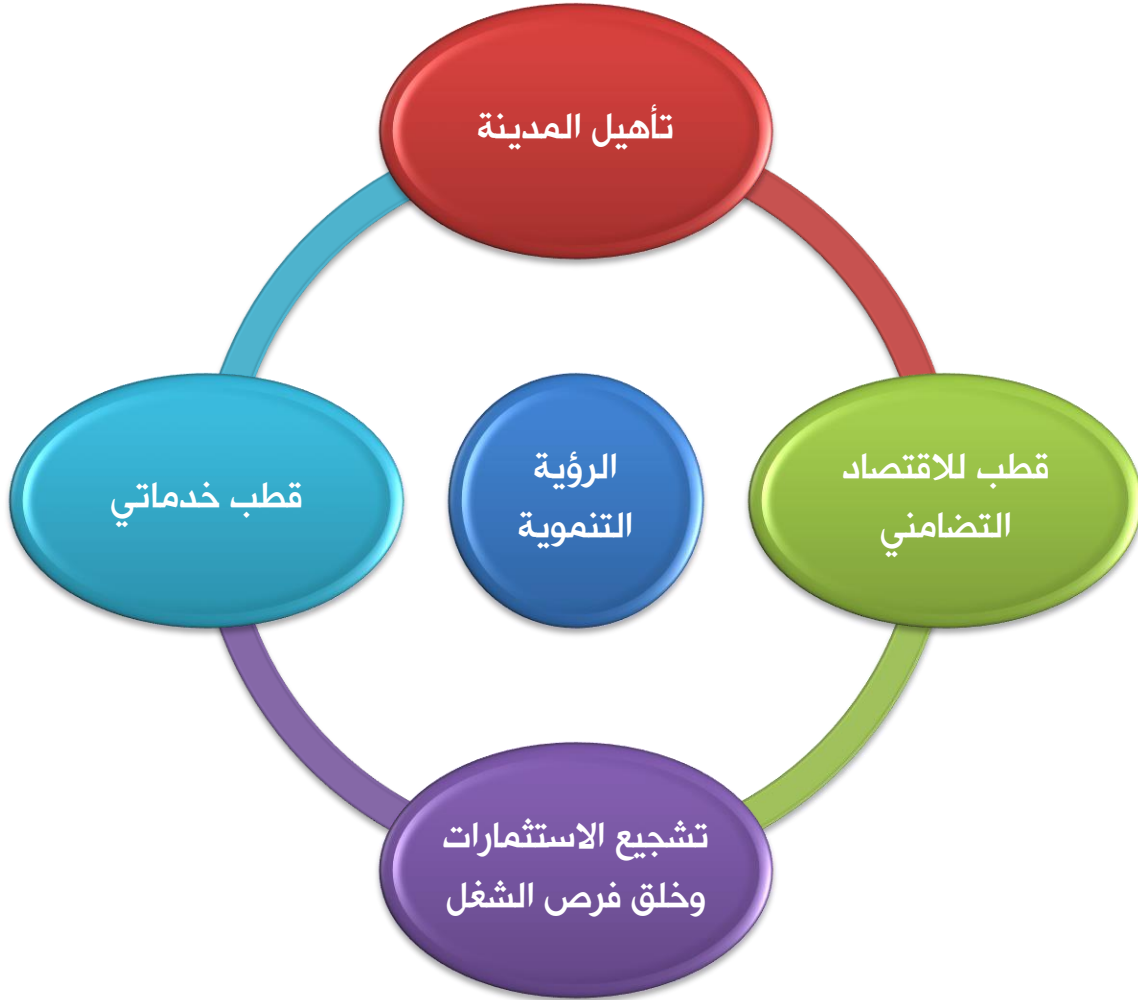 تأهيل المدينة
قطب للاقتصاد
التضامني
الرؤية
التنموية
قطب خدماتي
تشجيع الاستثمارات
وخلق فرص الشغل